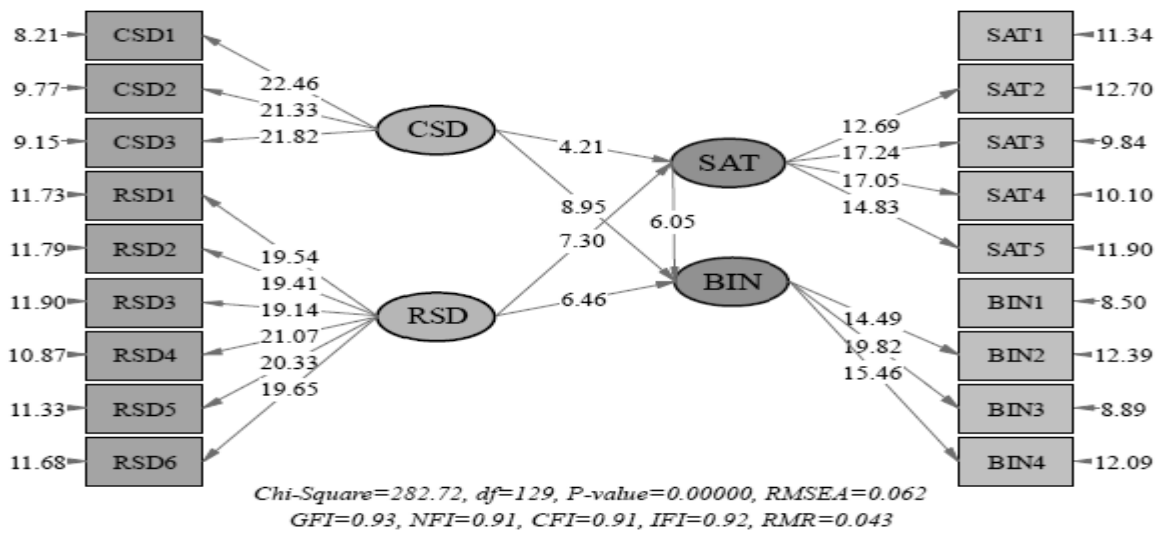 8.21 CSD1 SAT1 11.34
9.77 CSD2 22.46 SAT2 12.70
21.33 CSD 12.69
9.15 CSD3 21.82 4.21 SAT 17.24 SAT3 9.84
11.73 RSD1 17.05 SAT4 10.10
8.95 6.05 14.83
11.79 RSD2 19.54 7.30 SAT5 11.90
19.41 BIN
11.90 RSD3 19.14 RSD 6.46 14.49 BIN1 8.50
10.87 RSD4 21.07 19.82 BIN2 12.39
20.33 15.46
11.33 RSD5 19.65 BIN3 8.89
11.68 RSD6 BIN4 12.09
Chi-Square=282.72, df=129, P-value=0.00000, RMSEA=0.062
GFI=0.93, NFI=0.91, CFI=0.91, IFI=0.92, RMR=0.043